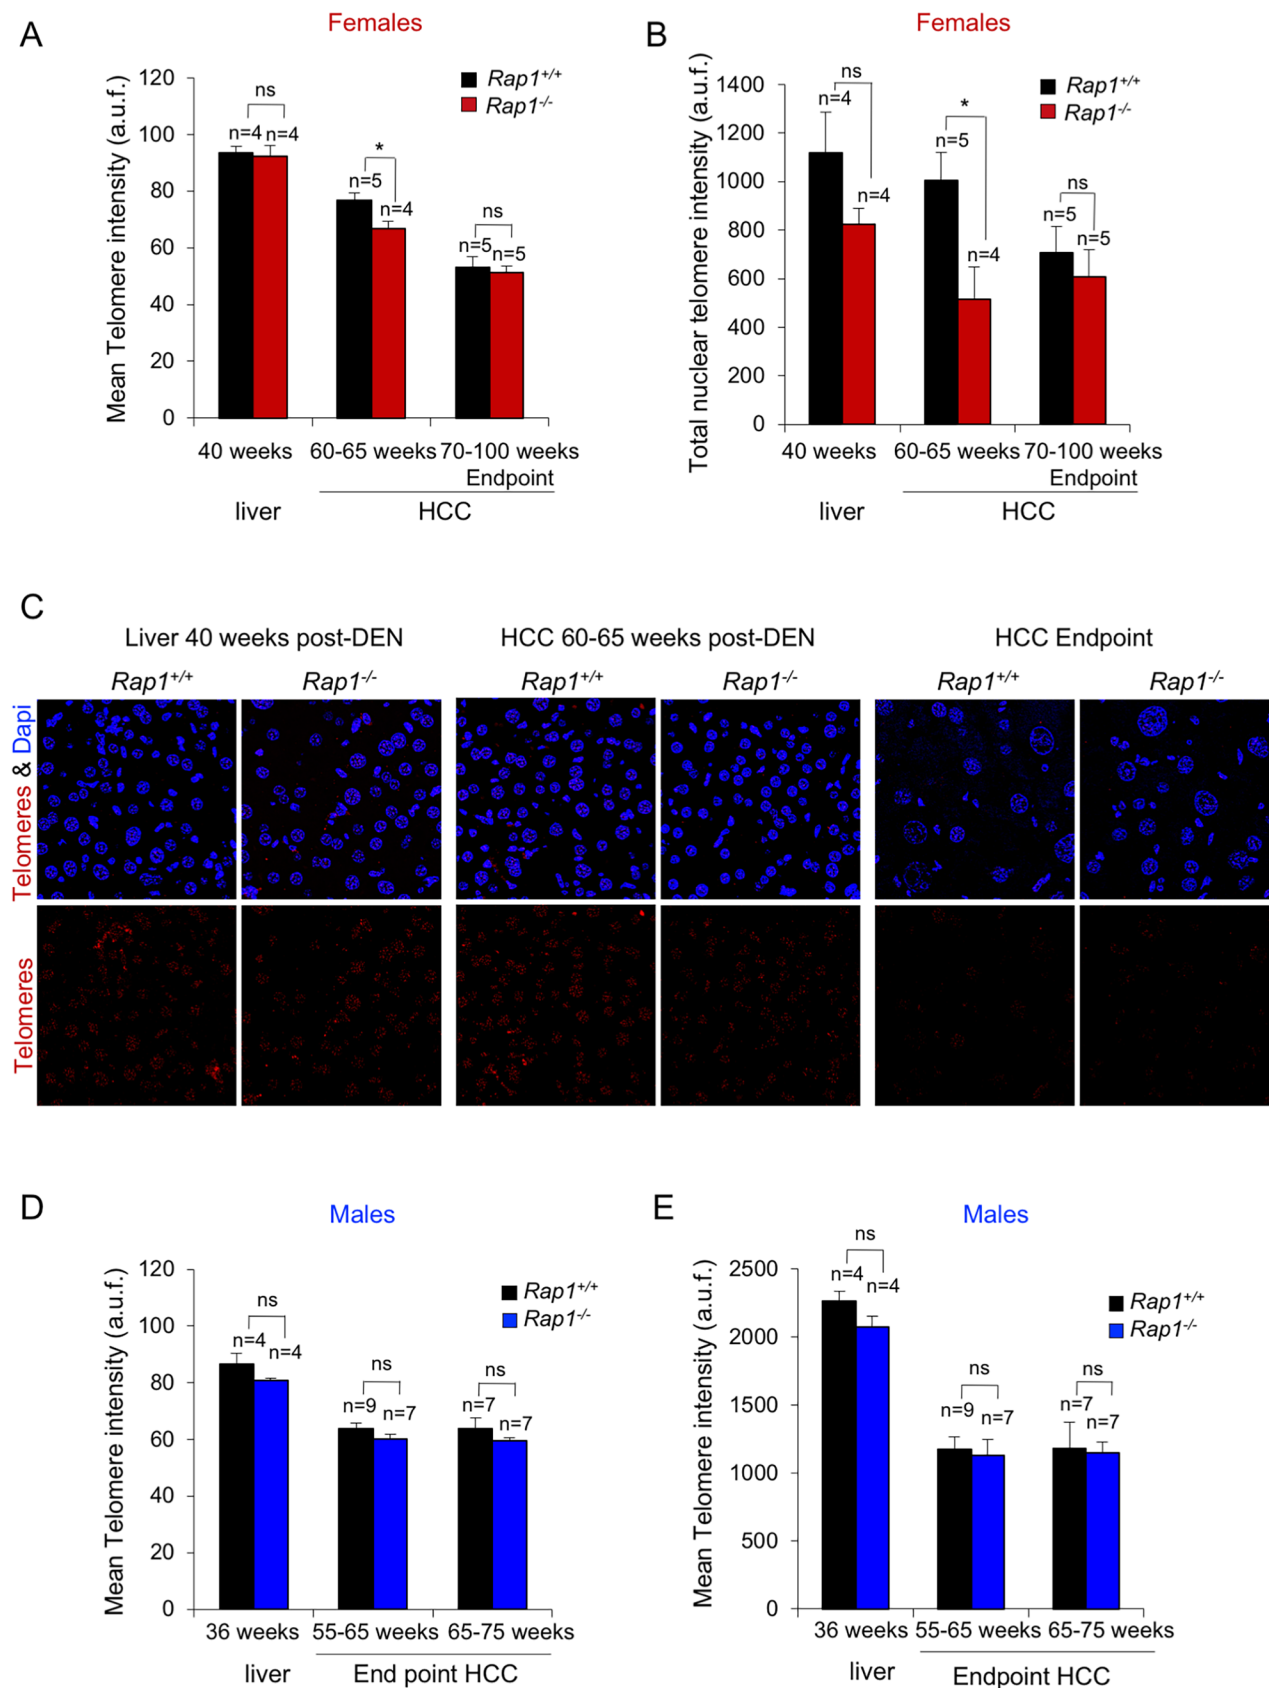 A
Females
Mean Telomere intensity (a.u.f.)
120
100
80
60
40
20
0
Rap1+/+
Rap1-/-
ns
n=4 n=4
*
n=5
n=4
ns
n=5 n=5
40 weeks 60-65 weeks 70-100 weeks
Endpoint
liver HCC
B
Females
Total nuclear telomere intensity (a.u.f.)
1400
1200
1000
800
600
400
200
0
Rap1+/+
Rap1-/-
ns
n=4
n=4
*
n=5
n=4
ns
n=5
n=5
40 weeks 60-65 weeks 70-100 weeks
Endpoint
liver HCC
C
Liver 40 weeks post-DEN HCC 60-65 weeks post-DEN HCC Endpoint
Rap1+/+ Rap1-/- Rap1+/+ Rap1-/- Rap1+/+ Rap1-/-
Telomeres & Dapi
Telomeres
D
Males
Mean Telomere intensity (a.u.f.)
120
100
80
60
40
20
0
Rap1+/+
Rap1-/-
ns
n=4
n=4
ns
n=9
n=7
ns
n=7
n=7
36 weeks 55-65 weeks 65-75 weeks
liver End point HCC
E
Males
Mean Telomere intensity (a.u.f.)
2500
2000
1500
1000
500
0
Rap1+/+
Rap1-/-
ns
n=4
n=4
ns
n=9
n=7
ns
n=7
n=7
36 weeks 55-65 weeks 65-75 weeks
liver Endpoint HCC